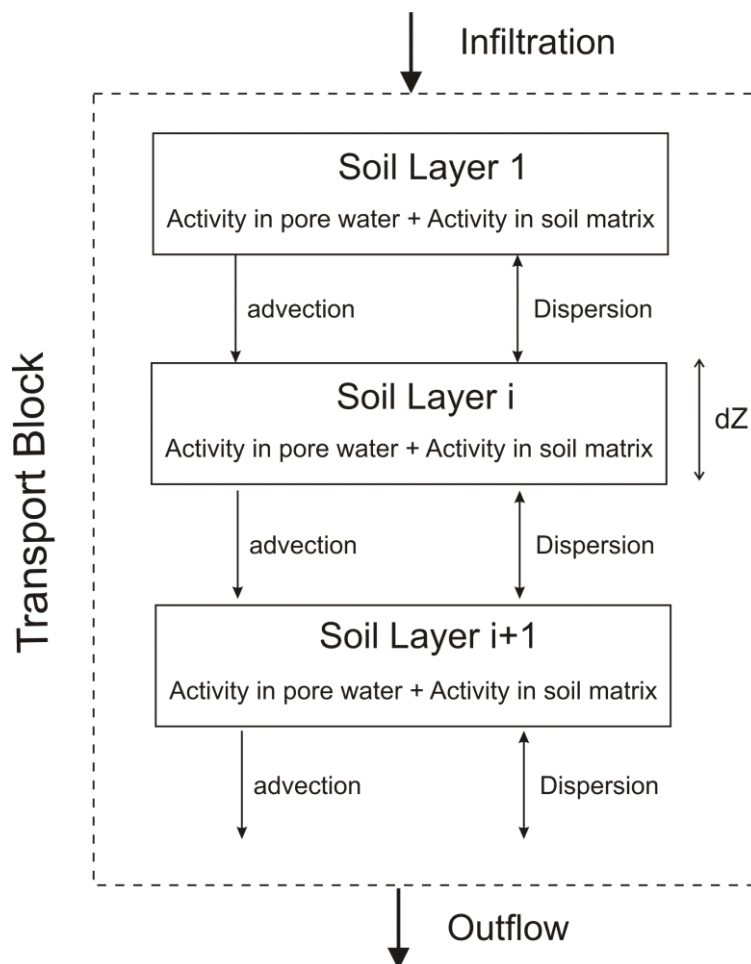 Infiltration
Transport Block
Soil Layer 1
Activity in pore water + Activity in soil matrix
advection
Dispersion
Soil Layer i
Activity in pore water + Activity in soil matrix
dZ
advection
Dispersion
Soil Layer i+1
Activity in pore water + Activity in soil matrix
advection
Dispersion
Outflow